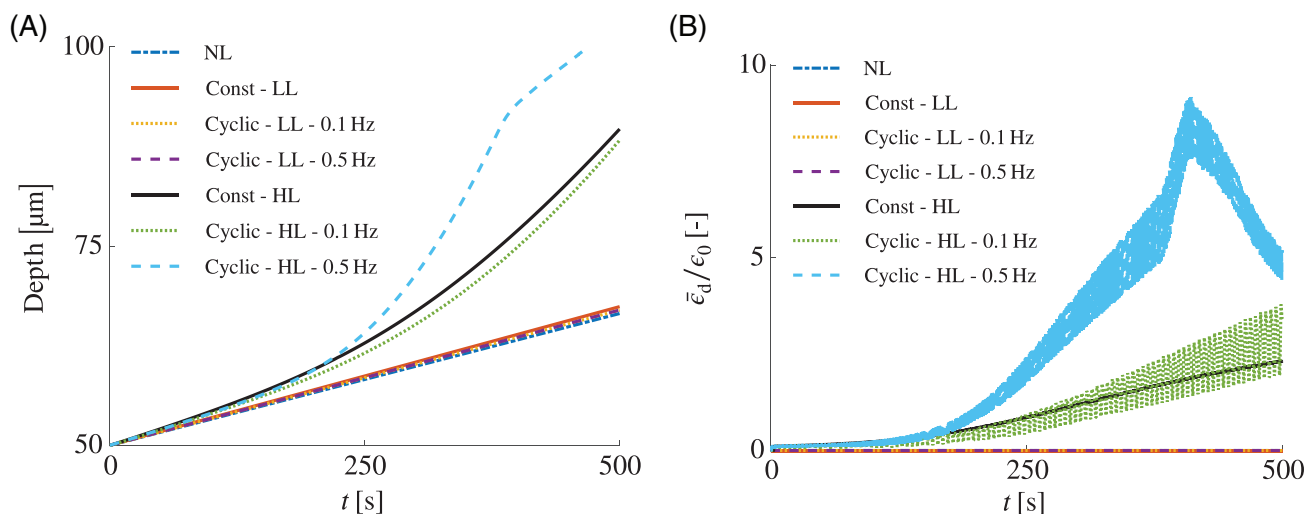 (A)
100
75
50
Depth [µm]
NL
Const - LL
Cyclic - LL - 0.1 Hz
Cyclic - LL - 0.5 Hz
Const - HL
Cyclic - HL - 0.1 Hz
Cyclic - HL - 0.5 Hz
0
250
500
t [s]
(B)
10
5
0
ϵ̄d/ϵ0 [-]
NL
Const - LL
Cyclic - LL - 0.1 Hz
Cyclic - LL - 0.5 Hz
Const - HL
Cyclic - HL - 0.1 Hz
Cyclic - HL - 0.5 Hz
0
250
500
t [s]